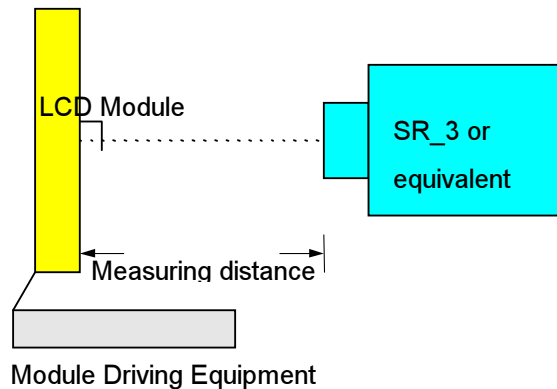 LCD Module
SR_3 or
equivalent
Measuring distance
Module Driving Equipment